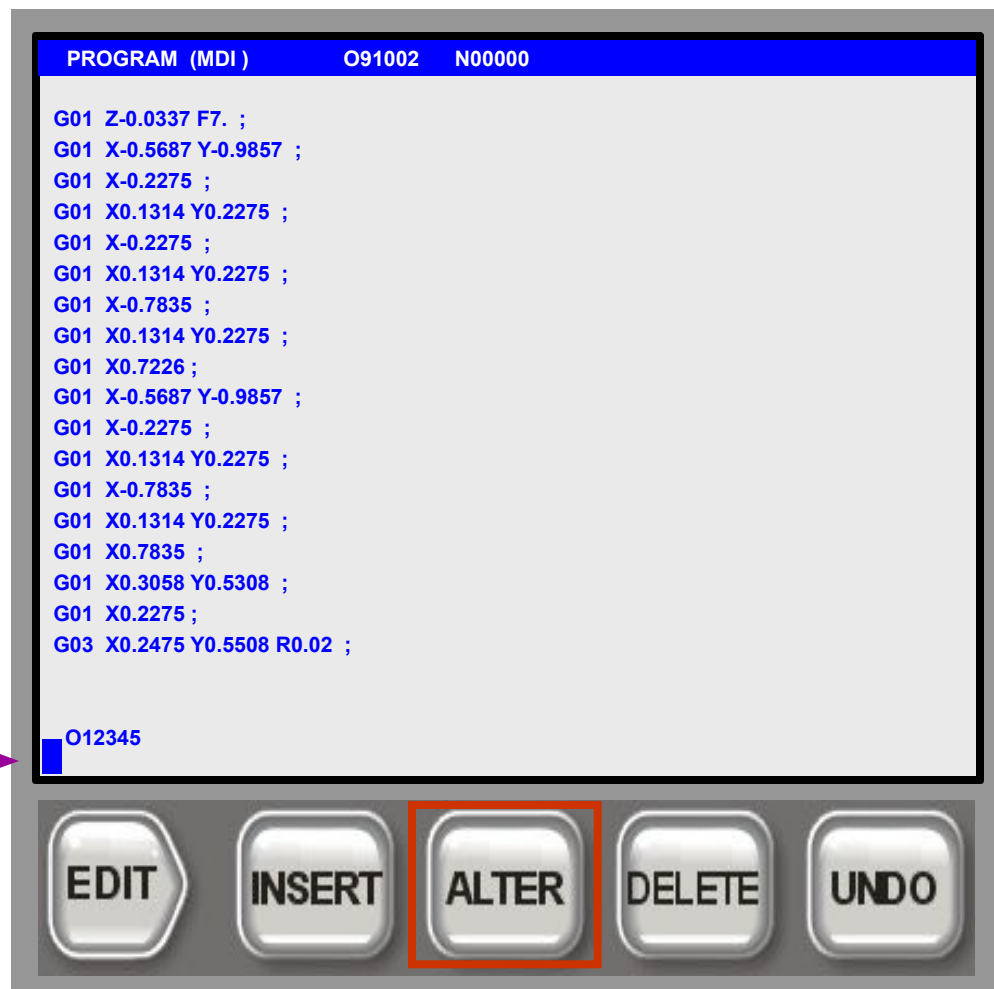 PROGRAM (MDI ) O91002 N00000
G01 Z-0.0337 F7. ;
G01 X-0.5687 Y-0.9857 ;
G01 X-0.2275 ;
G01 X0.1314 Y0.2275 ;
G01 X-0.2275 ;
G01 X0.1314 Y0.2275 ;
G01 X-0.7835 ;
G01 X0.1314 Y0.2275 ;
G01 X0.7226 ;
G01 X-0.5687 Y-0.9857 ;
G01 X-0.2275 ;
G01 X0.1314 Y0.2275 ;
G01 X-0.7835 ;
G01 X0.1314 Y0.2275 ;
G01 X0.7835 ;
G01 X0.3058 Y0.5308 ;
G01 X0.2275 ;
G03 X0.2475 Y0.5508 R0.02 ;
O12345
EDIT INSERT ALTER DELETE UNDO